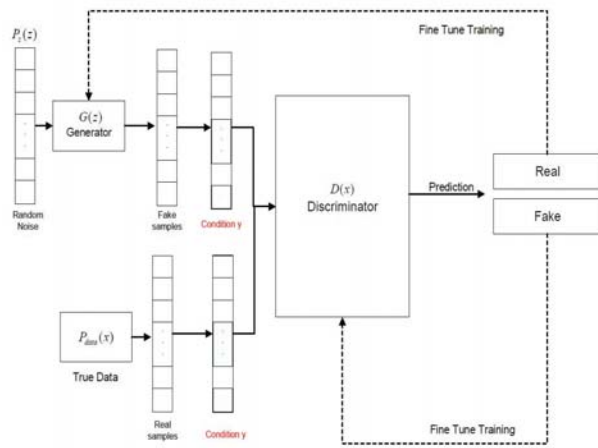 Fine Tune Training
P_z(z)
G(z)
Generator
Random
Noise
Fake
samples
Condition y
D(x)
Discriminator
Prediction
Real
Fake
P_data(x)
True Data
Real
samples
Condition y
Fine Tune Training